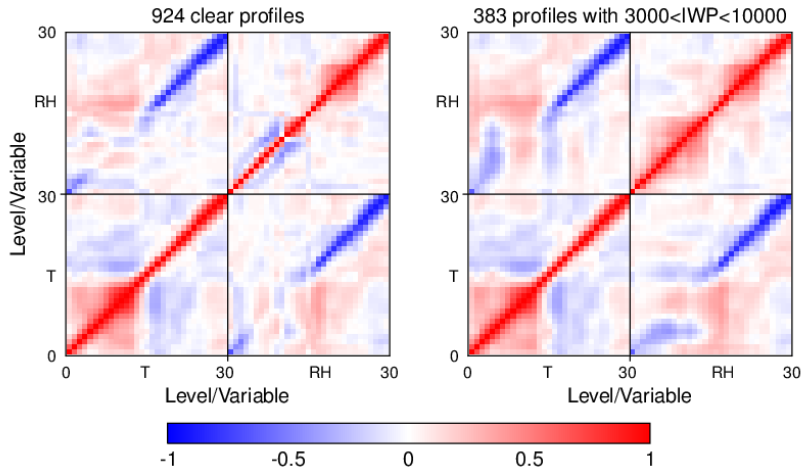 924 clear profiles
383 profiles with 3000<IWP<10000
30
RH
30
T
0
Level/Variable
0
T
30
RH
30
Level/Variable
30
RH
30
T
0
0
T
30
RH
30
Level/Variable
-1
-0.5
0
0.5
1